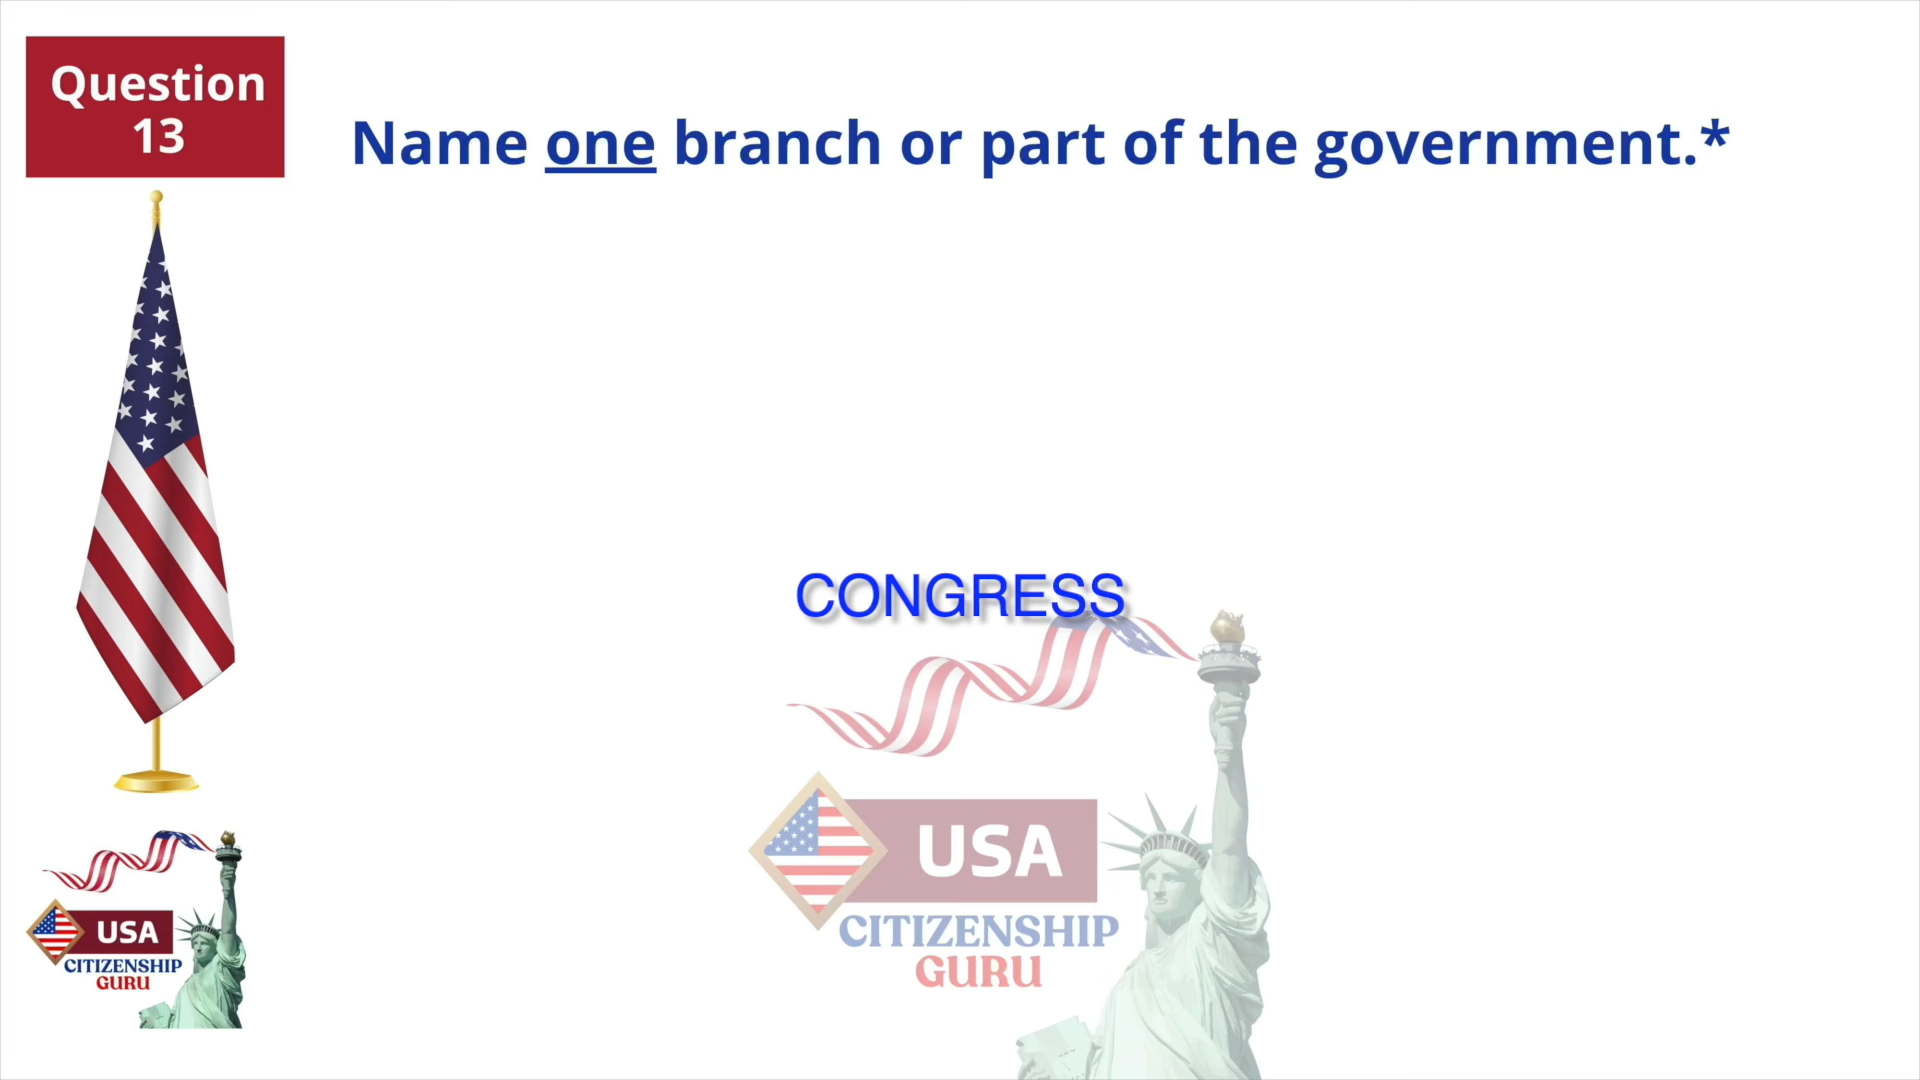 Question
13
Name one branch or part of the government.*
CONGRESS
USA
CITIZENSHIP
GURU
USA
CITIZENSHIP
GURU